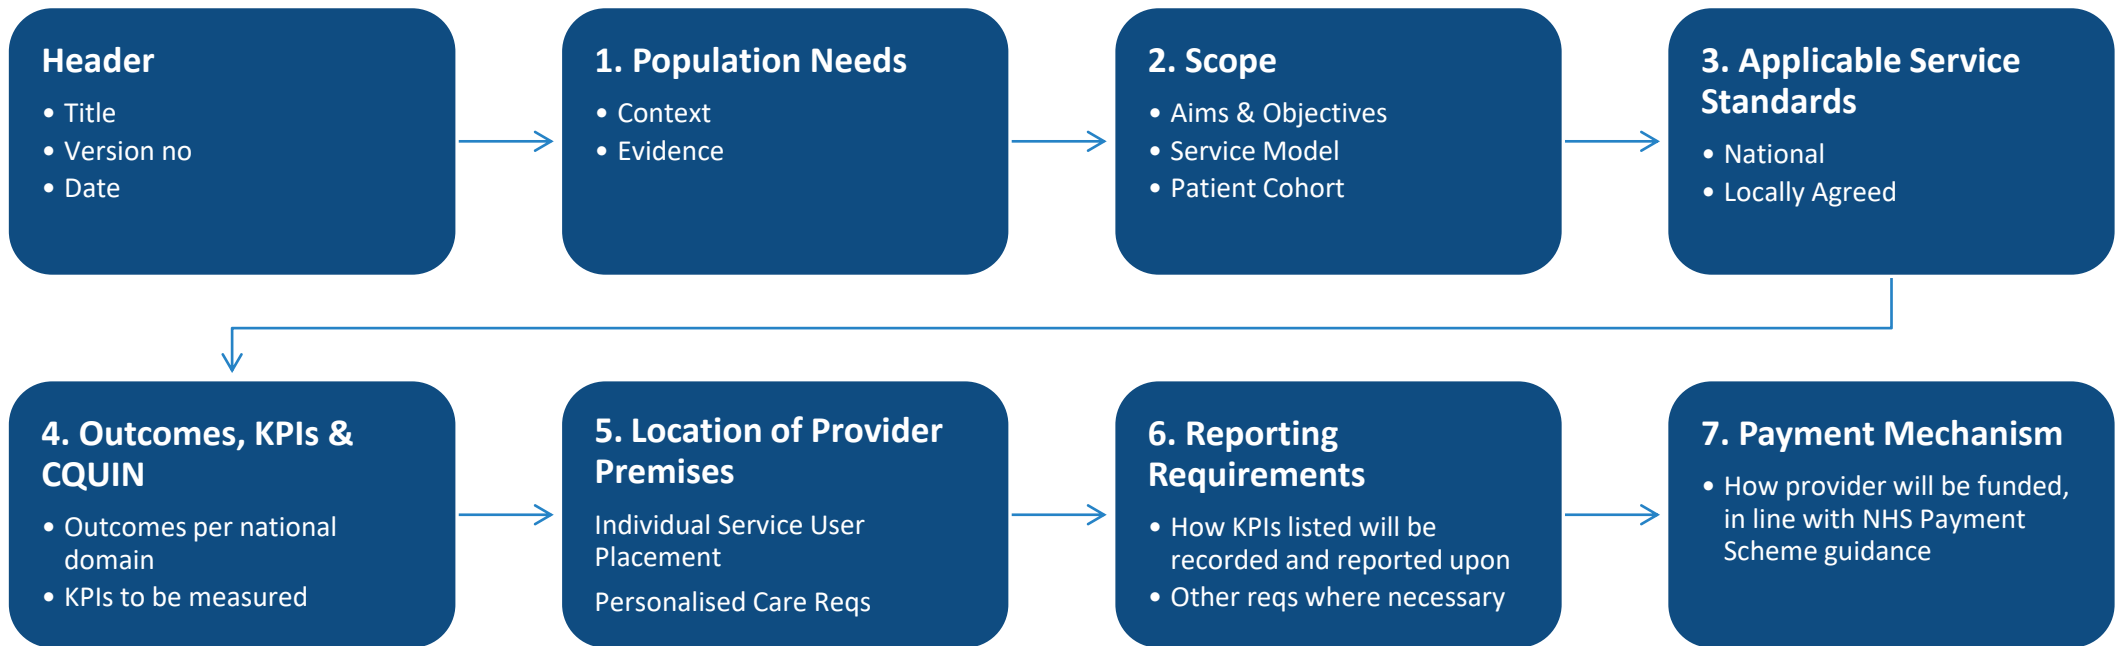 Header
• Title
• Version no
• Date
1. Population Needs
• Context
• Evidence
2. Scope
• Aims & Objectives
• Service Model
• Patient Cohort
3. Applicable Service
Standards
• National
• Locally Agreed
4. Outcomes, KPIs &
CQUIN
• Outcomes per national
domain
• KPIs to be measured
5. Location of Provider
Premises
Individual Service User
Placement
Personalised Care Reqs
6. Reporting
Requirements
• How KPIs listed will be
recorded and reported upon
• Other reqs where necessary
7. Payment Mechanism
• How provider will be funded,
in line with NHS Payment
Scheme guidance